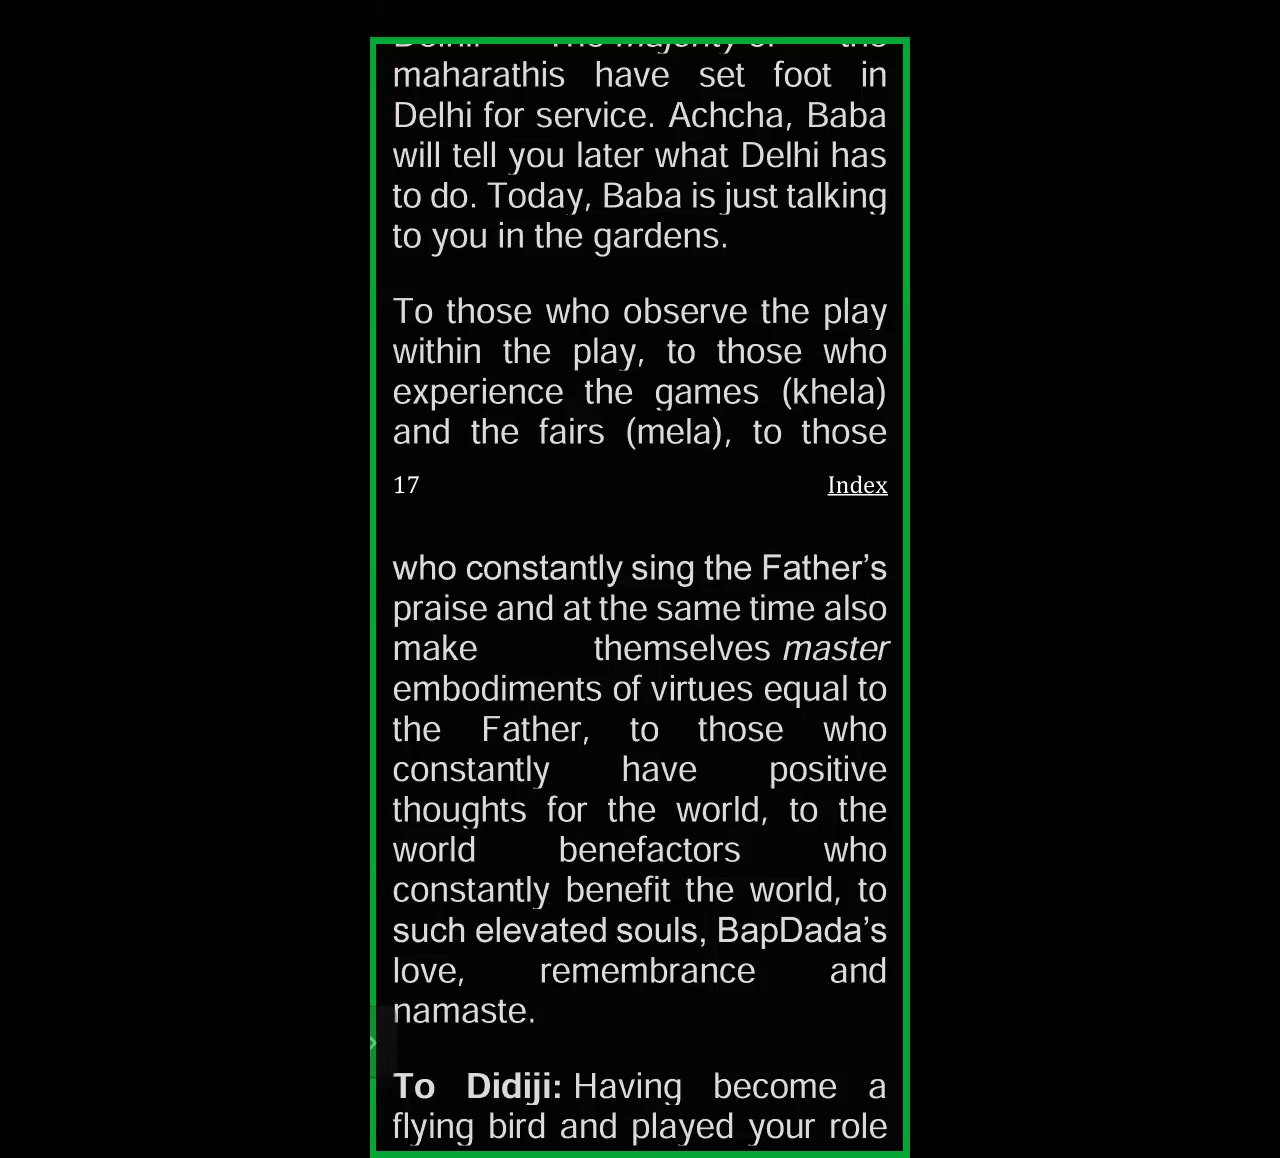 Delhi. The majority of the
maharathis have set foot in
Delhi for service. Achcha, Baba
will tell you later what Delhi has
to do. Today, Baba is just talking
to you in the gardens.
To those who observe the play
within the play, to those who
experience the games (khela)
and the fairs (mela), to those
17 Index
who constantly sing the Father’s
praise and at the same time also
make themselves master
embodiments of virtues equal to
the Father, to those who
constantly have positive
thoughts for the world, to the
world benefactors who
constantly benefit the world, to
such elevated souls, BapDada’s
love, remembrance and
namaste.
To Didiji: Having become a
flying bird and played your role